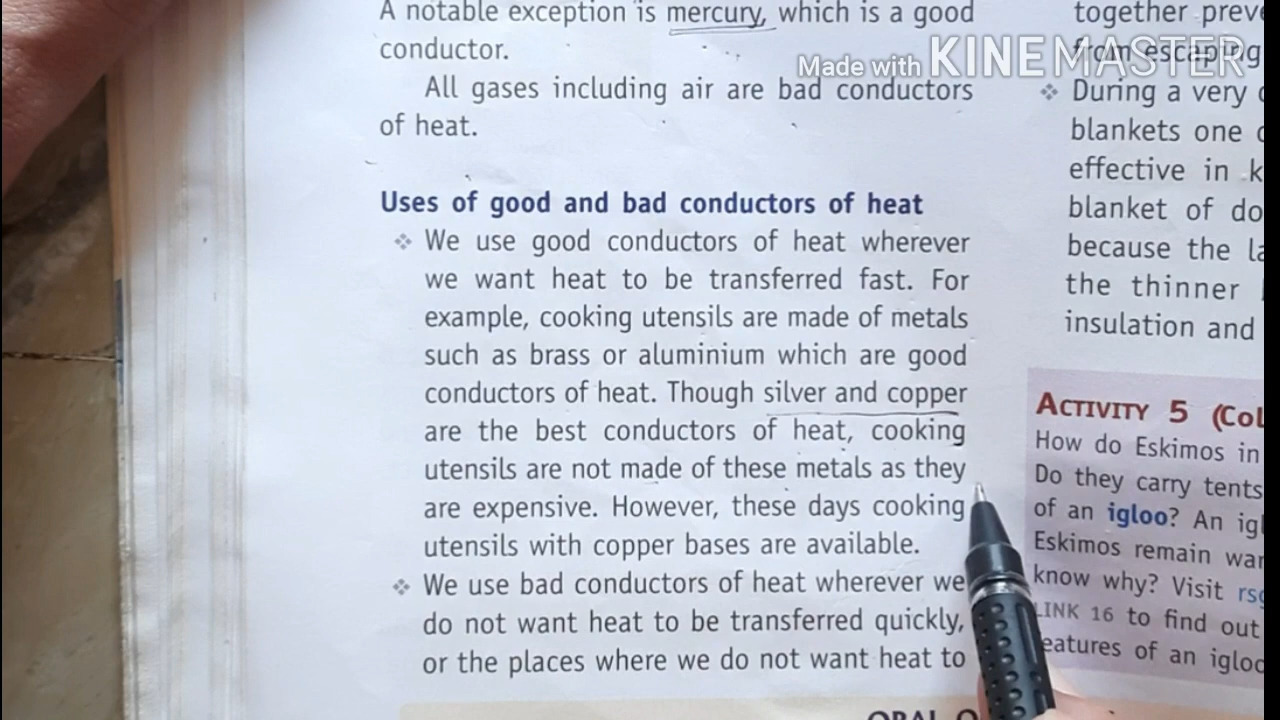 A notable exception is mercury, which is a good
conductor.
All gases including air are bad conductors
of heat.
Uses of good and bad conductors of heat
❖ We use good conductors of heat wherever
we want heat to be transferred fast. For
example, cooking utensils are made of metals
such as brass or aluminium which are good
conductors of heat. Though silver and copper
are the best conductors of heat, cooking
utensils are not made of these metals as they
are expensive. However, these days cooking
utensils with copper bases are available.
❖ We use bad conductors of heat wherever we
do not want heat to be transferred quickly,
or the places where we do not want heat to
ORAL
Made with KINEMASTER
together
from escaping
❖ During a very
blankets one
effective in
blanket of
because the
the thinner
insulation and
ACTIVITY 5
How do Eskimos
Do they carry tents
of an igloo? An
Eskimos remain
know why? Visit
LINK 16 to find out
features of an